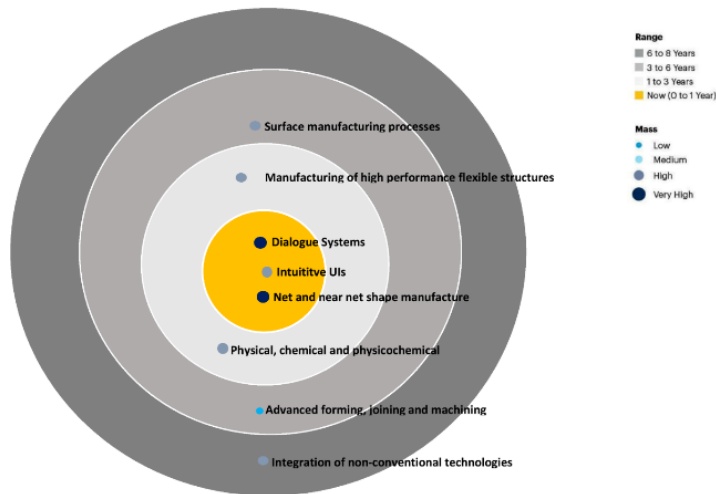 Range
6 to 8 Years
3 to 6 Years
1 to 3 Years
Now (0 to 1 Year)
Mass
Low
Medium
High
Very High
Surface manufacturing processes
Manufacturing of high performance flexible structures
Dialogue Systems
Intuititve UIs
Net and near net shape manufacture
Physical, chemical and physicochemical
Advanced forming, joining and machining
Integration of non-conventional technologies